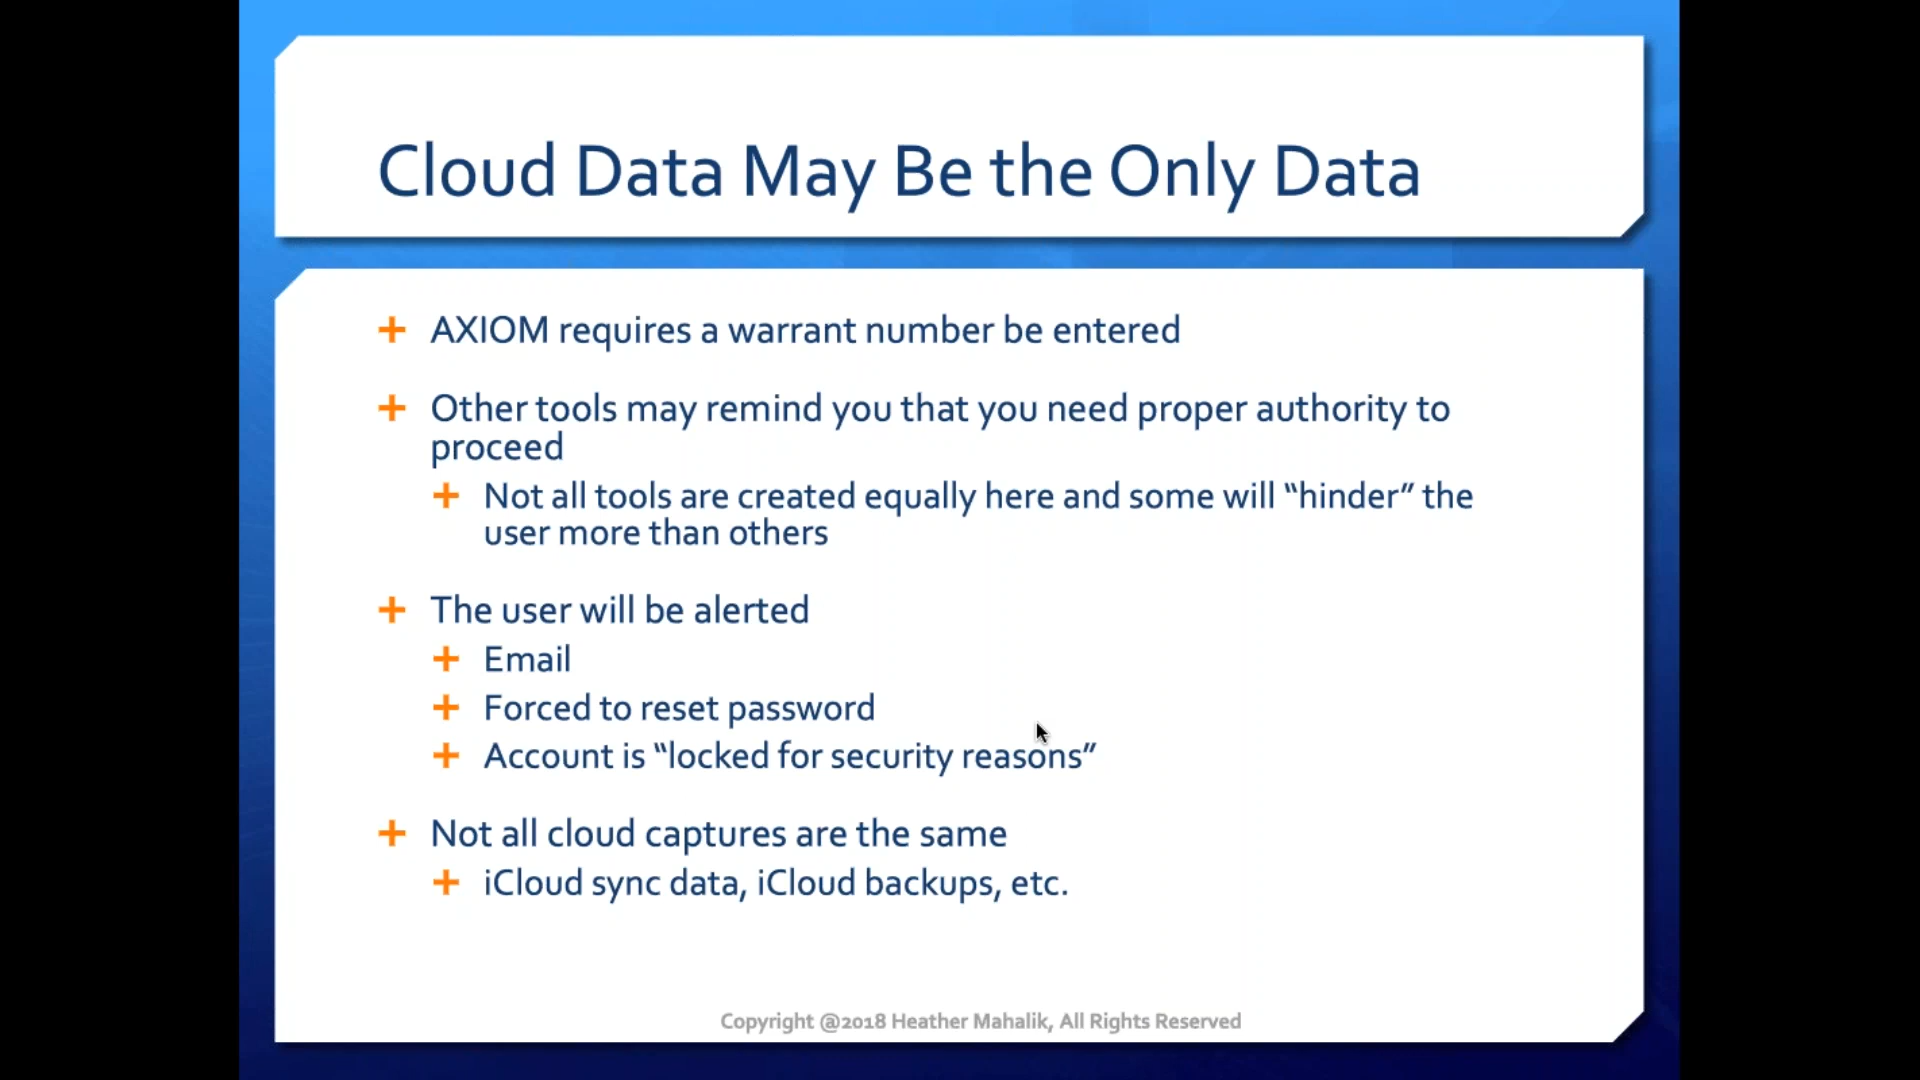 Cloud Data May Be the Only Data
AXIOM requires a warrant number be entered
Other tools may remind you that you need proper authority to
proceed
Not all tools are created equally here and some will “hinder” the
user more than others
The user will be alerted
Email
Forced to reset password
Account is “locked for security reasons”
Not all cloud captures are the same
iCloud sync data, iCloud backups, etc.
Copyright @2018 Heather Mahalik, All Rights Reserved